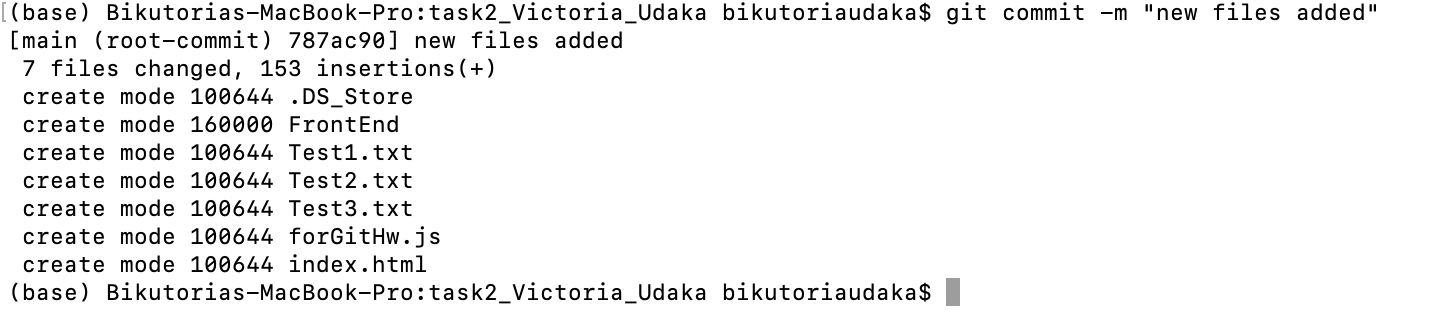 [(base) Bikutorias-MacBook-Pro:task2_Victoria_Udaka bikutoriaudaka$ git commit -m "new files added"
[main (root-commit) 787ac90] new files added
 7 files changed, 153 insertions(+)
 create mode 100644 .DS_Store
 create mode 160000 FrontEnd
 create mode 100644 Test1.txt
 create mode 100644 Test2.txt
 create mode 100644 Test3.txt
 create mode 100644 forGitHw.js
 create mode 100644 index.html
(base) Bikutorias-MacBook-Pro:task2_Victoria_Udaka bikutoriaudaka$